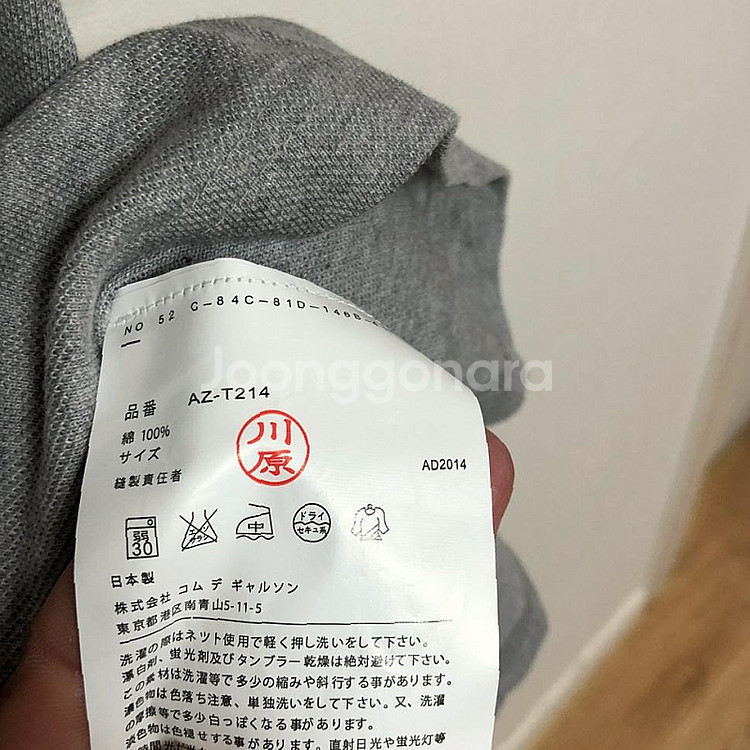 NO 52 C-84C-81D-146B
Joonggonara
品番 AZ-T214
綿 100%
サイズ
縫製責任者
川原
AD2014
弱
30
エンソ
サラシ
中
ドライ
セキユ系
日本製
株式会社 コム デ ギャルソン
東京都港区南青山5-11-5
洗濯の際はネット使用で軽く押し洗いをして下さい。
漂白剤、蛍光剤及びタンブラー乾燥は絶対避けて下さい。
この素材は洗濯等で多少の縮みや斜行する事があります。
濃色物は色落ち注意、単独洗いをして下さい。又、洗濯
の摩擦等で多少白っぽくなる事が有ります。
淡色物は色褪せする事があります。直射日光や蛍光灯等